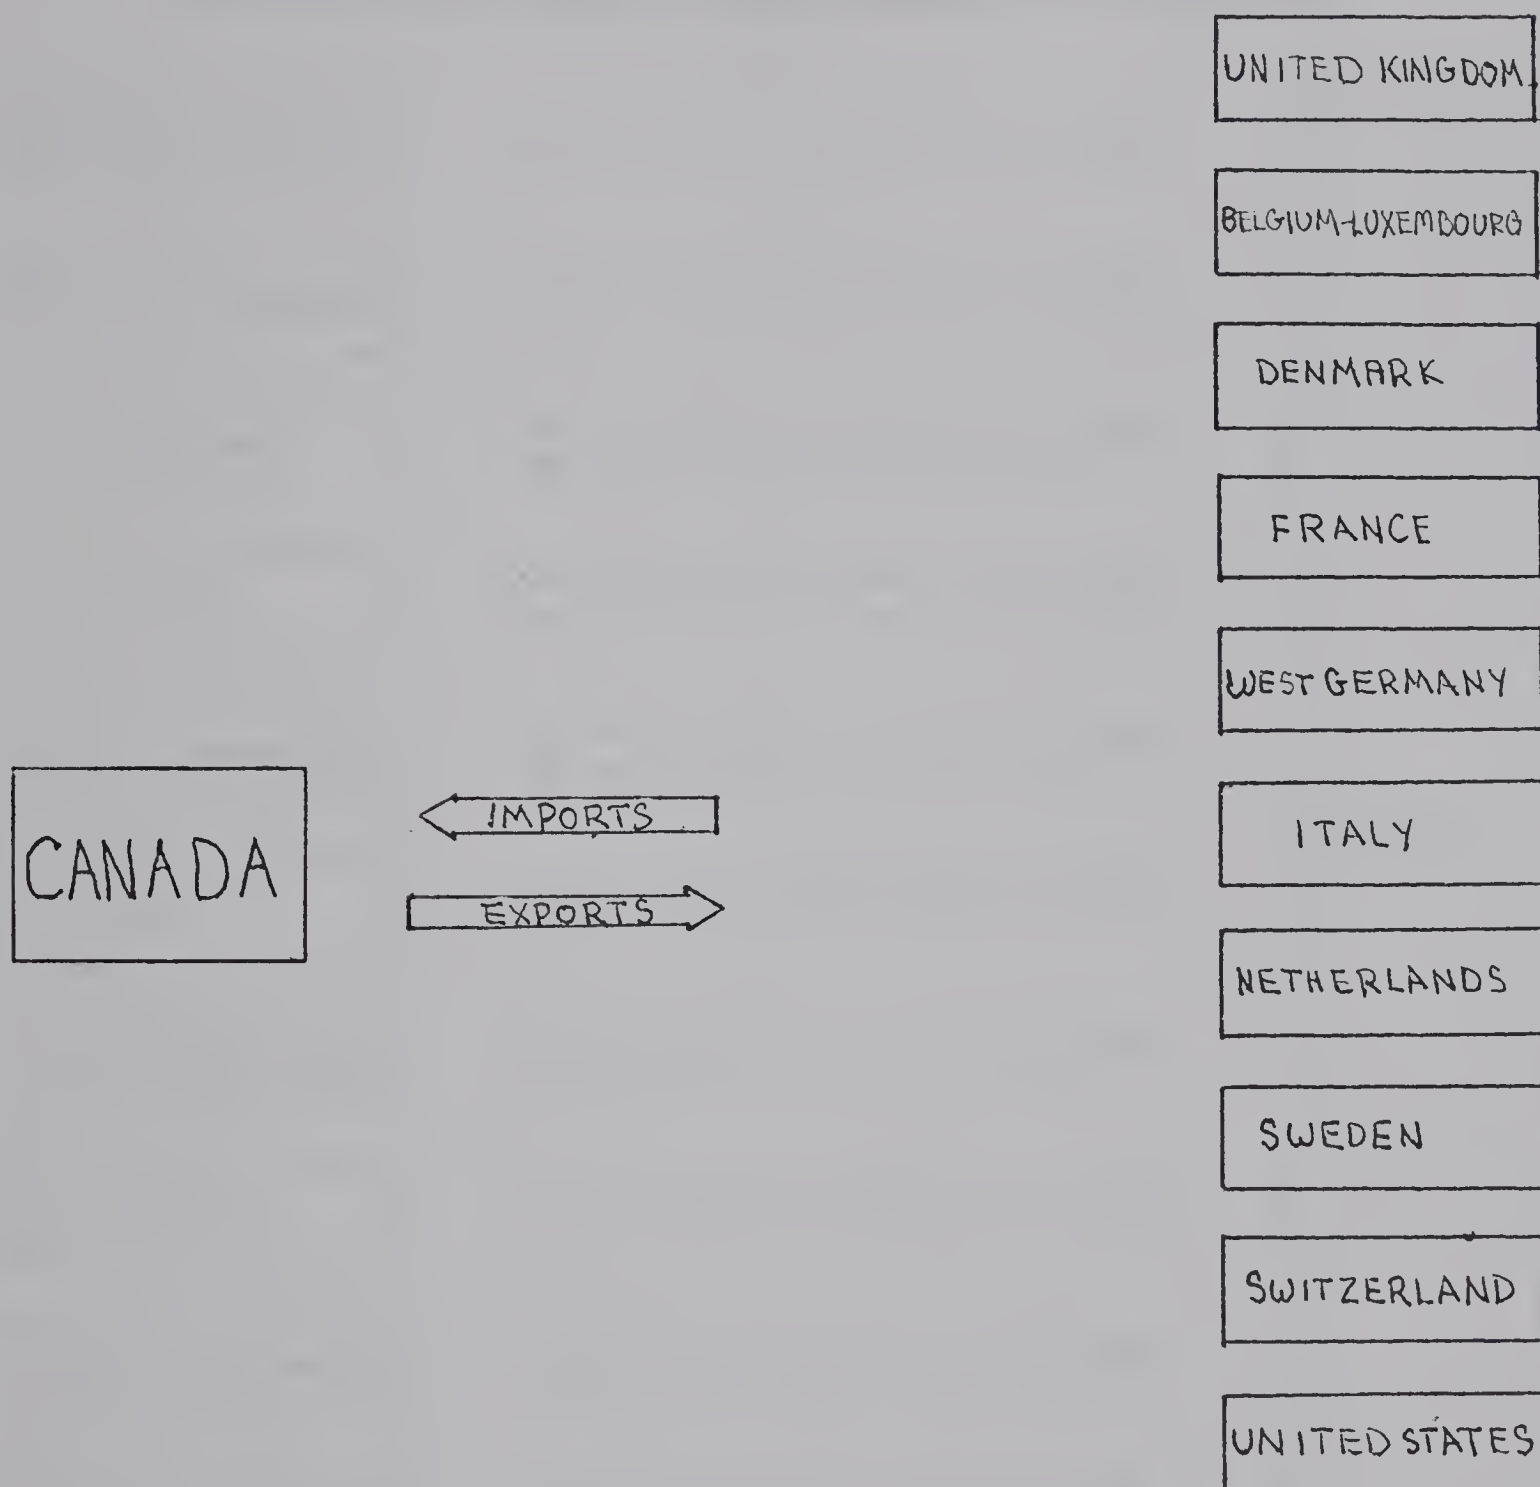 UNITED KINGDOM
BELGIUM-LUXEMBOURG
DENMARK
FRANCE
WEST GERMANY
CANADA
IMPORTS
EXPORTS
ITALY
NETHERLANDS
SWEDEN
SWITZERLAND
UNITED STATES